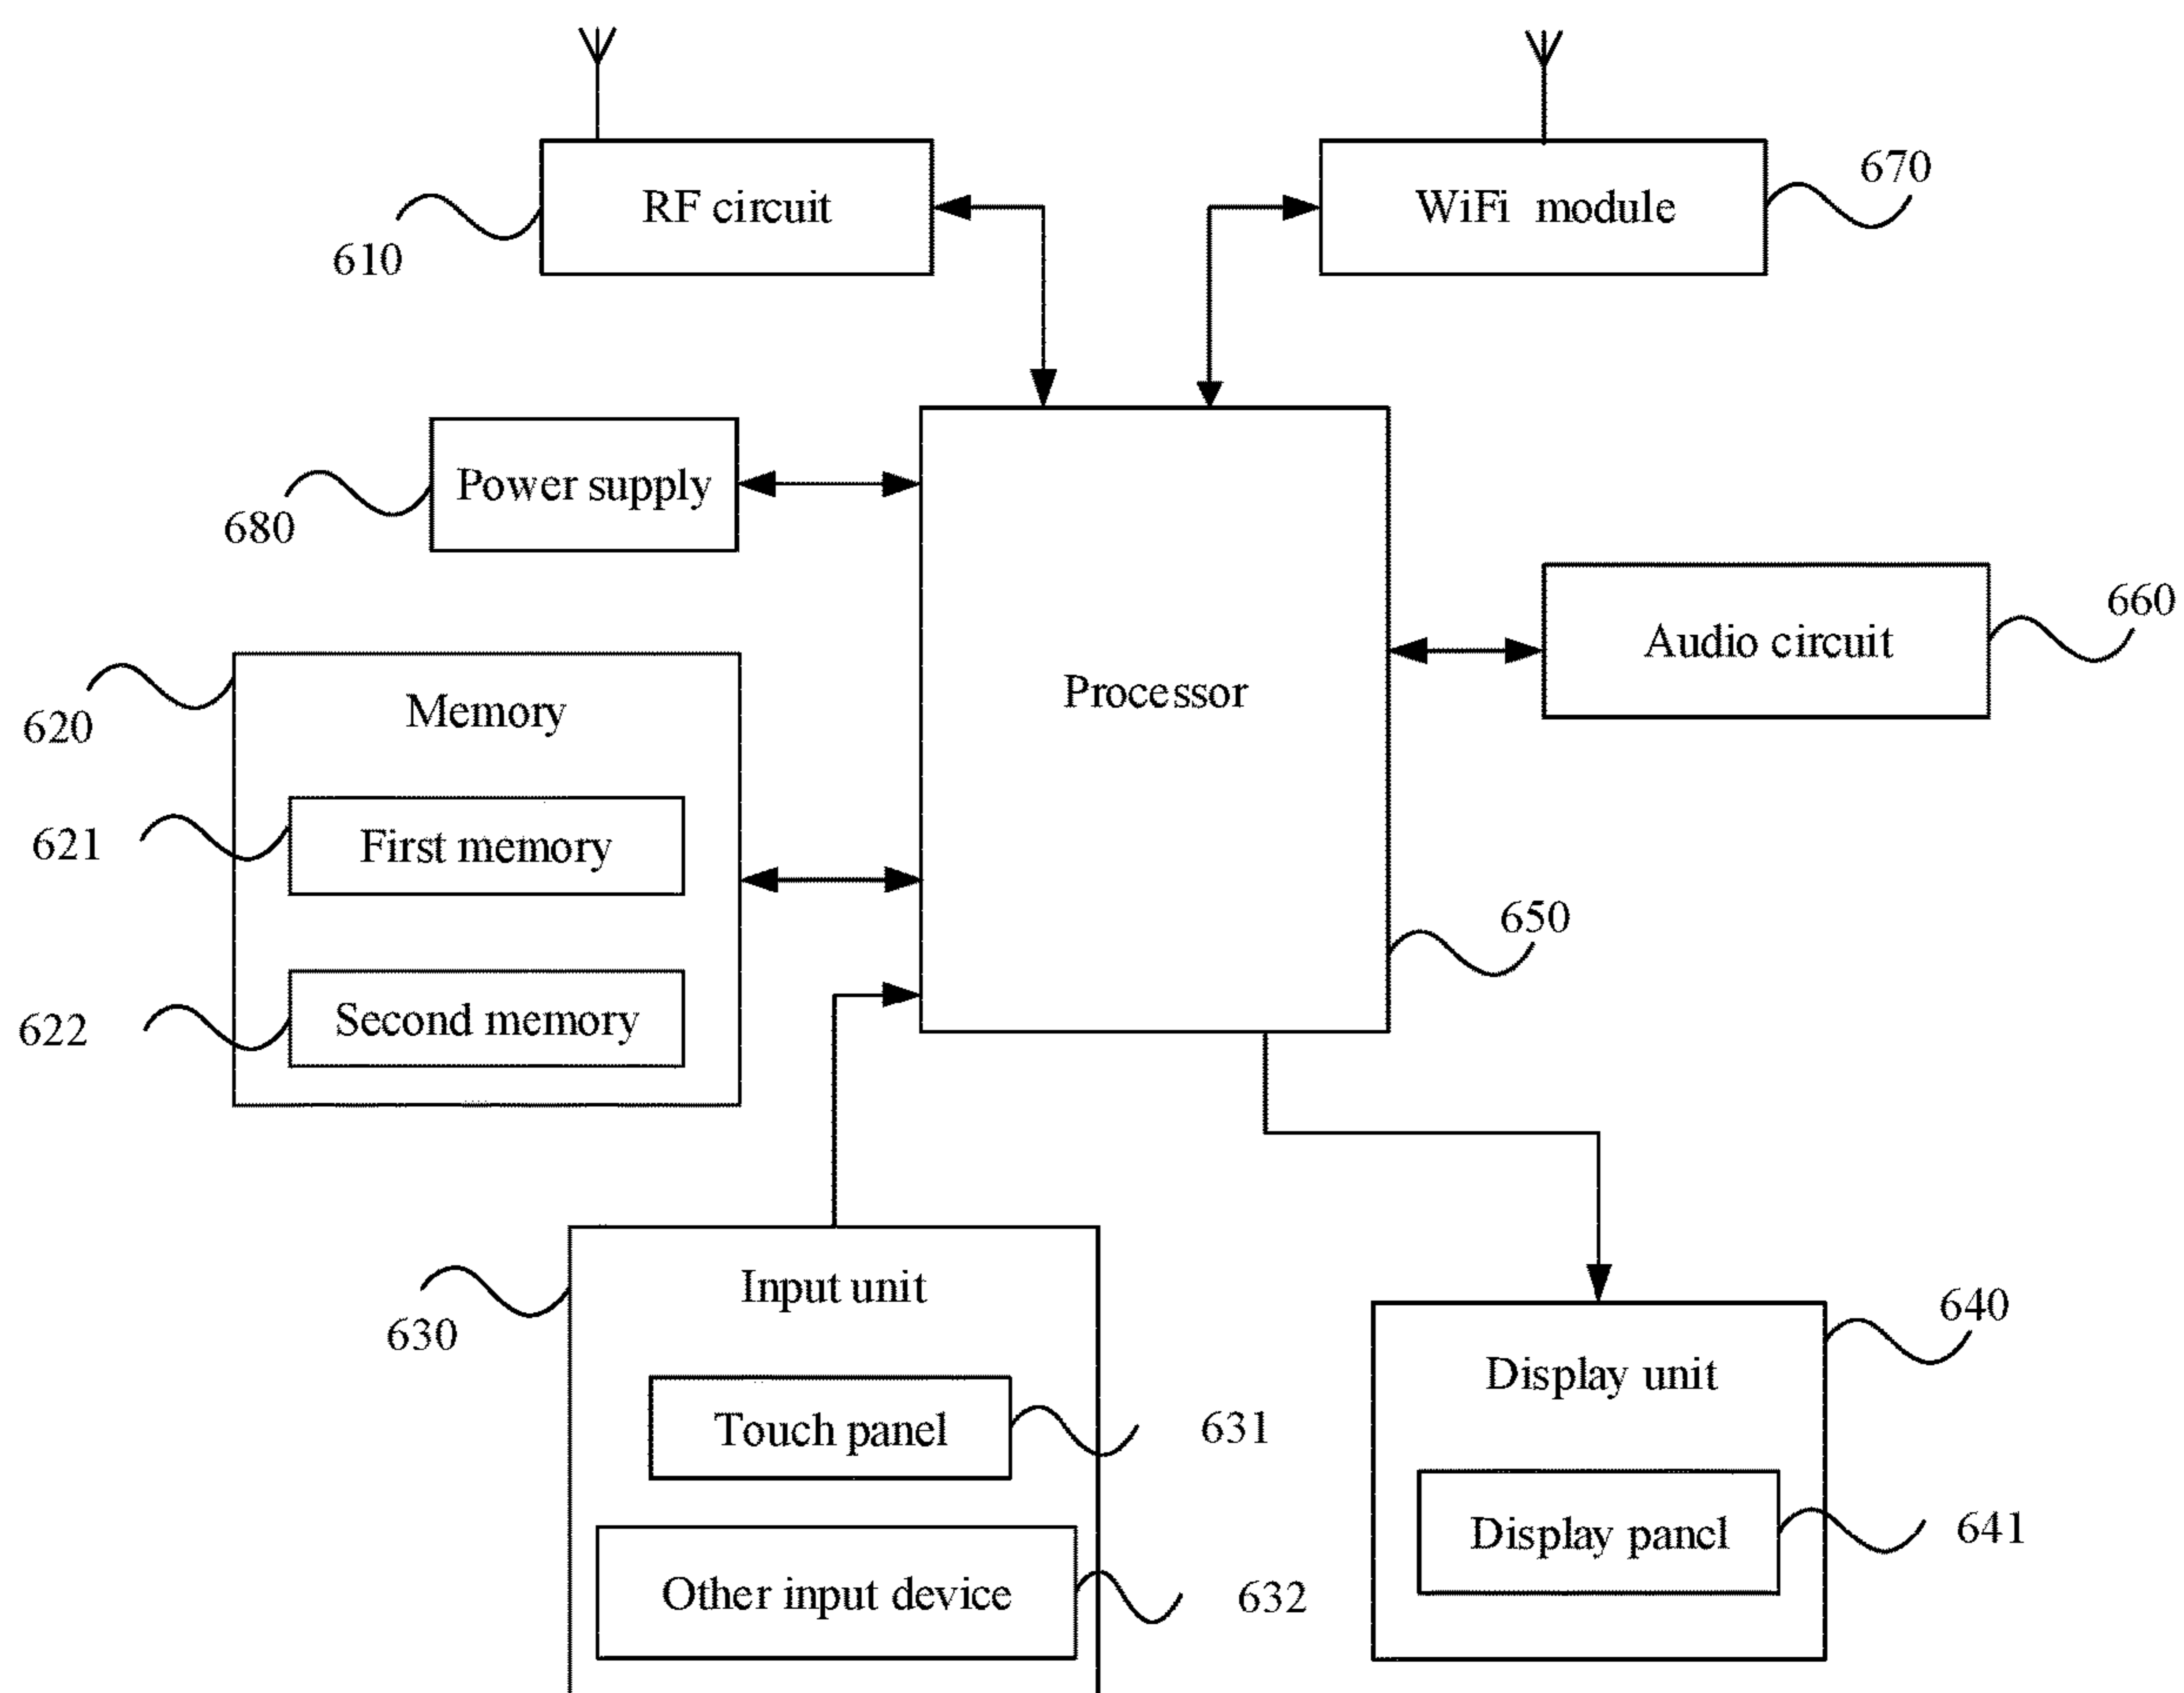 RF circuit
610
WiFi module
670
Power supply
680
Processor
650
Audio circuit
660
Memory
620
First memory
621
Second memory
622
Input unit
630
Touch panel
631
Other input device
632
Display unit
640
Display panel
641